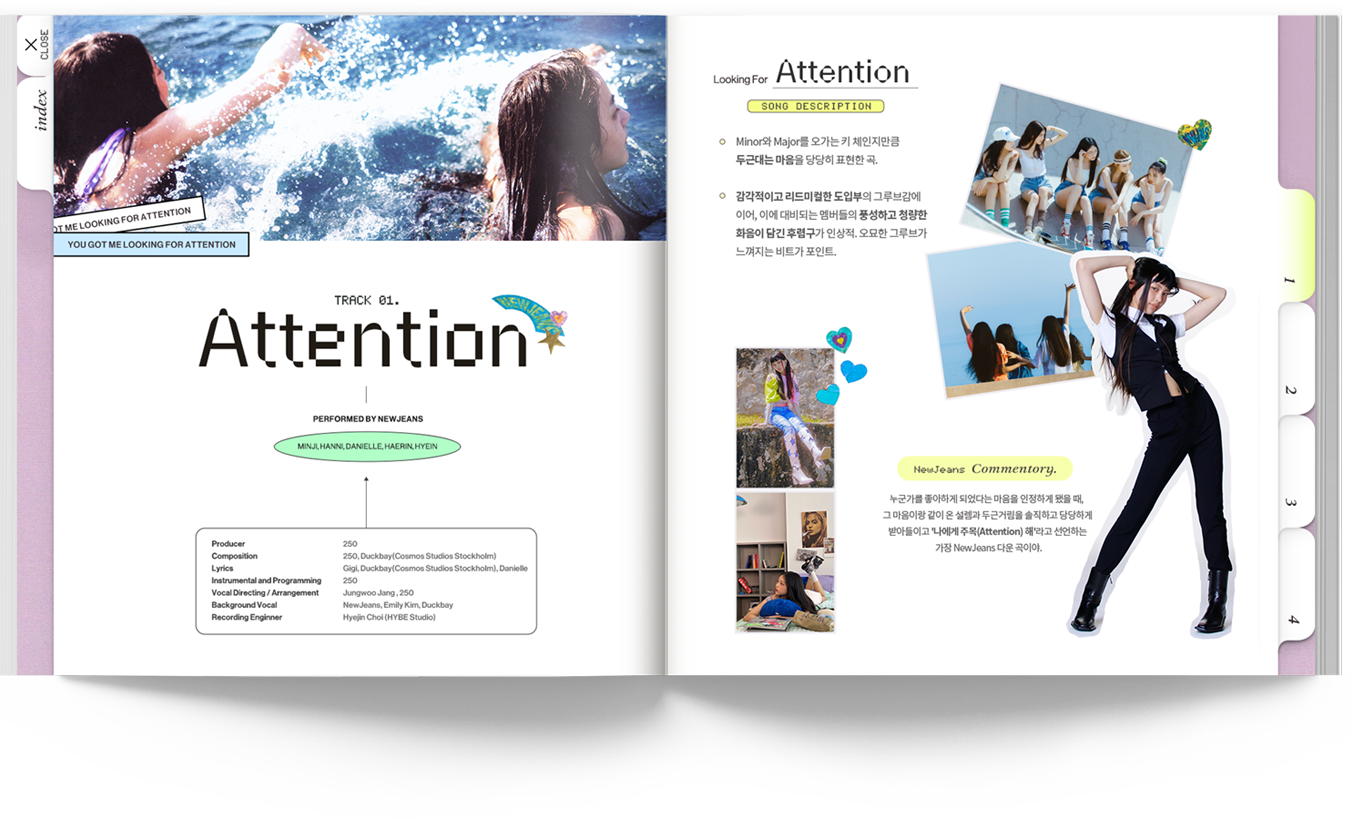 CLOSE
index
OT ME LOOKING FOR ATTENTION
YOU GOT ME LOOKING FOR ATTENTION
TRACK 01.
Attention
NEWJEANS
PERFORMED BY NEWJEANS
MINJI, HANNI, DANIELLE, HAERIN, HYEIN
Producer 250
Composition 250, Duckbay(Cosmos Studios Stockholm)
Lyrics Gigi, Duckbay(Cosmos Studios Stockholm), Danielle
Instrumental and Programming 250
Vocal Directing / Arrangement Jungwoo Jang , 250
Background Vocal NewJeans, Emily Kim, Duckbay
Recording Enginner Hyejin Choi (HYBE Studio)
Looking For Attention
SONG DESCRIPTION
Minor와 Major를 오가는 키 체인지만큼
두근대는 마음을 당당히 표현한 곡.
감각적이고 리드미컬한 도입부의 그루브감에
이어, 이에 대비되는 멤버들의 풍성하고 청량한
화음이 담긴 후렴구가 인상적. 오묘한 그루브가
느껴지는 비트가 포인트.
NewJeans Commentory.
누군가를 좋아하게 되었다는 마음을 인정하게 됐을 때,
그 마음이랑 같이 온 설렘과 두근거림을 솔직하고 당당하게
받아들이고 '나에게 주목(Attention) 해'라고 선언하는
가장 NewJeans 다운 곡이야.
1
2
3
4